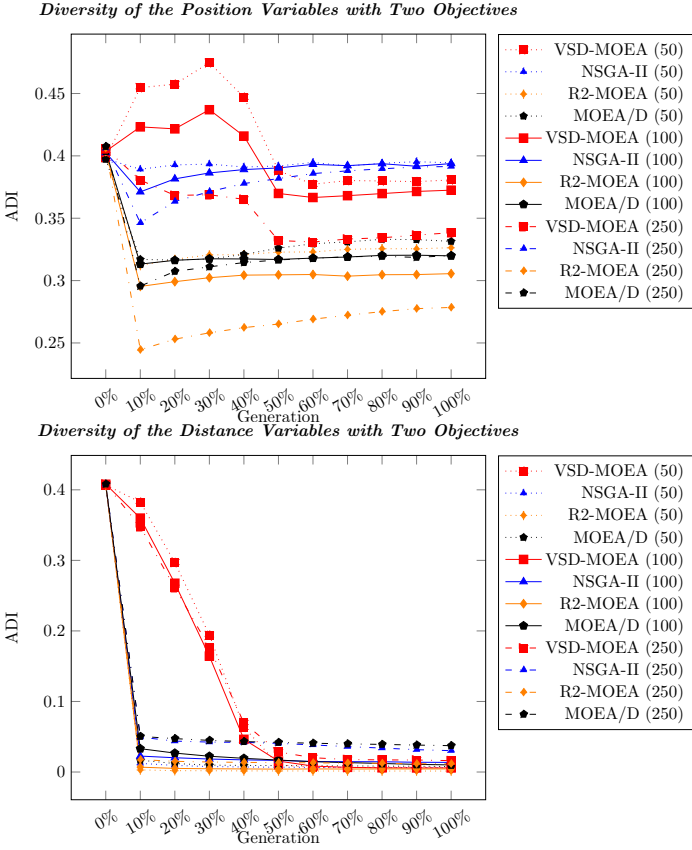 Diversity of the Position Variables with Two Objectives
ADI
0.45
0.4
0.35
0.3
0.25
0% 10% 20% 30% 40% 50% 60% 70% 80% 90% 100%
Generation
VSD-MOEA (50)
NSGA-II (50)
R2-MOEA (50)
MOEA/D (50)
VSD-MOEA (100)
NSGA-II (100)
R2-MOEA (100)
MOEA/D (100)
VSD-MOEA (250)
NSGA-II (250)
R2-MOEA (250)
MOEA/D (250)
Diversity of the Distance Variables with Two Objectives
ADI
0.4
0.3
0.2
0.1
0
0% 10% 20% 30% 40% 50% 60% 70% 80% 90% 100%
Generation
VSD-MOEA (50)
NSGA-II (50)
R2-MOEA (50)
MOEA/D (50)
VSD-MOEA (100)
NSGA-II (100)
R2-MOEA (100)
MOEA/D (100)
VSD-MOEA (250)
NSGA-II (250)
R2-MOEA (250)
MOEA/D (250)